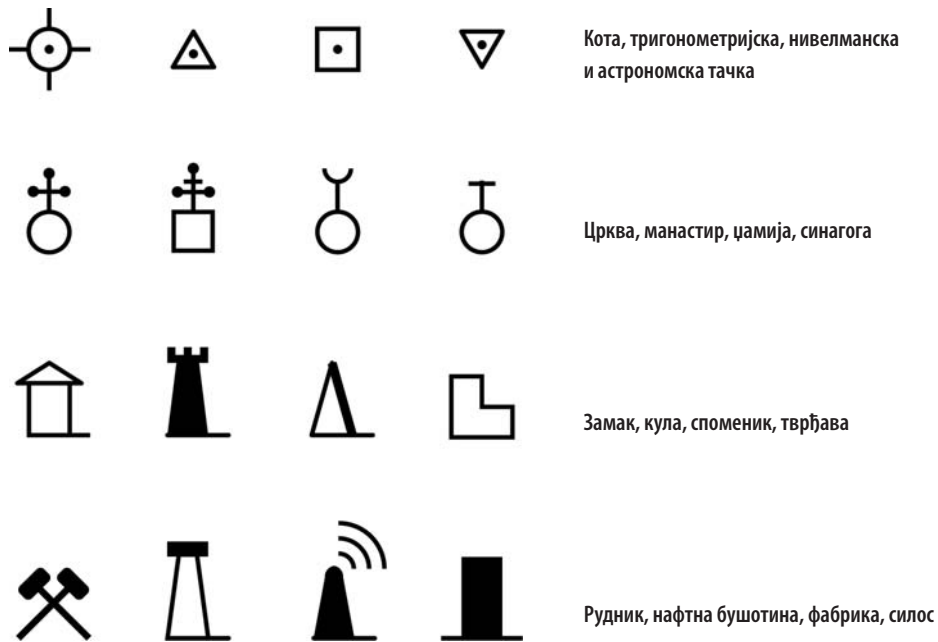 Кота, тригонометријска, нивелманска
и астрономска тачка
Црква, манастир, џамија, синагога
Замак, кула, споменик, тврђава
Рудник, нафтна бушотина, фабрика, силос